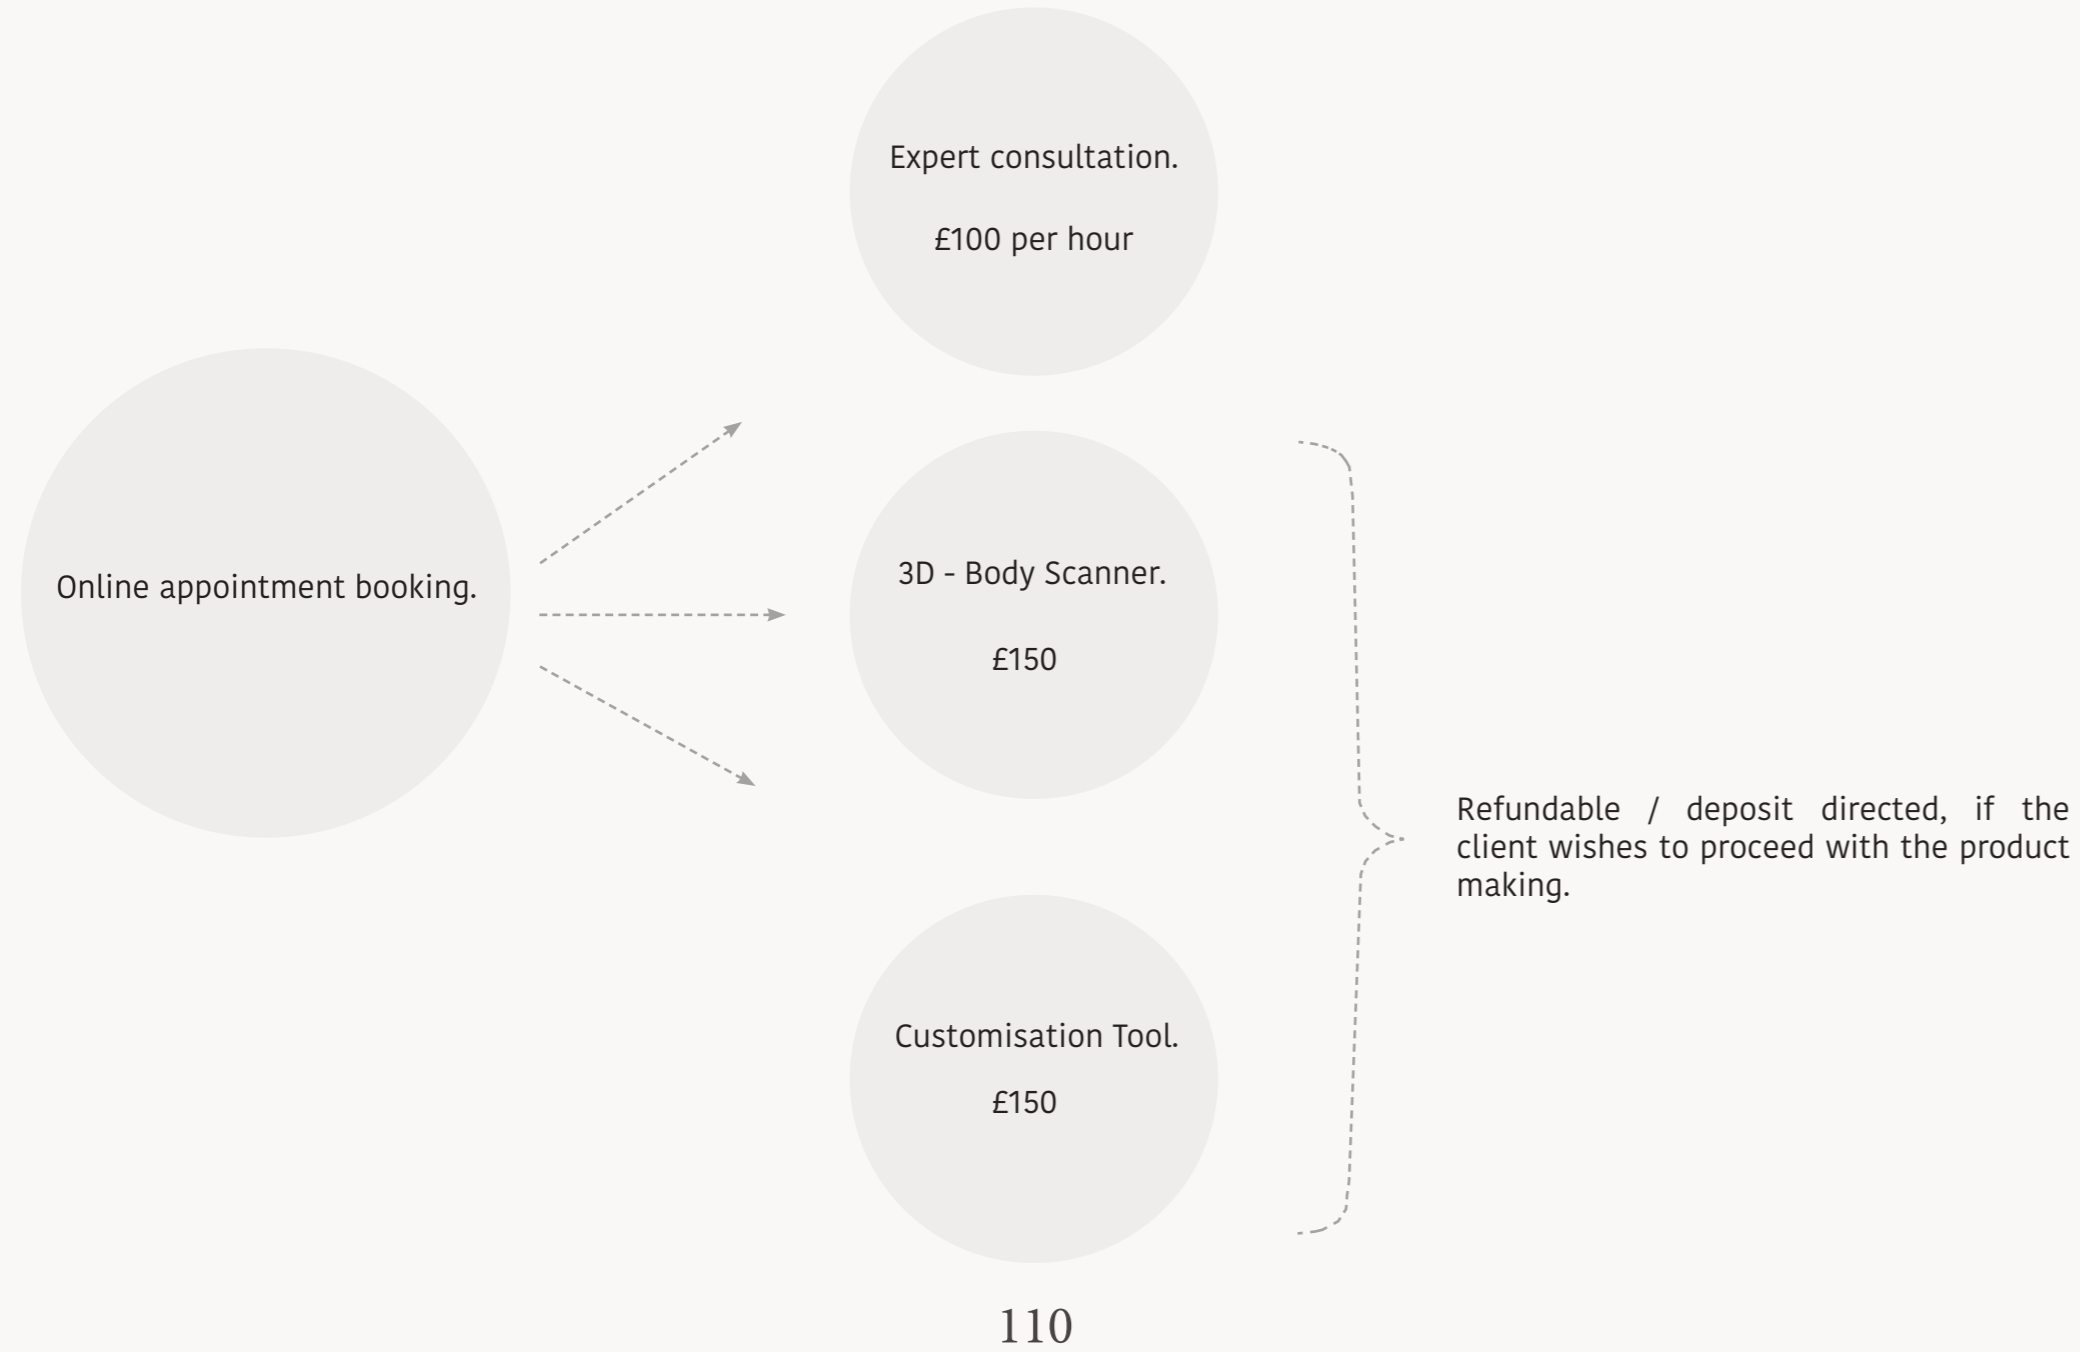 Expert consultation.
£100 per hour
Online appointment booking.
3D - Body Scanner.
£150
Refundable / deposit directed, if the
client wishes to proceed with the product
making.
Customisation Tool.
£150
110